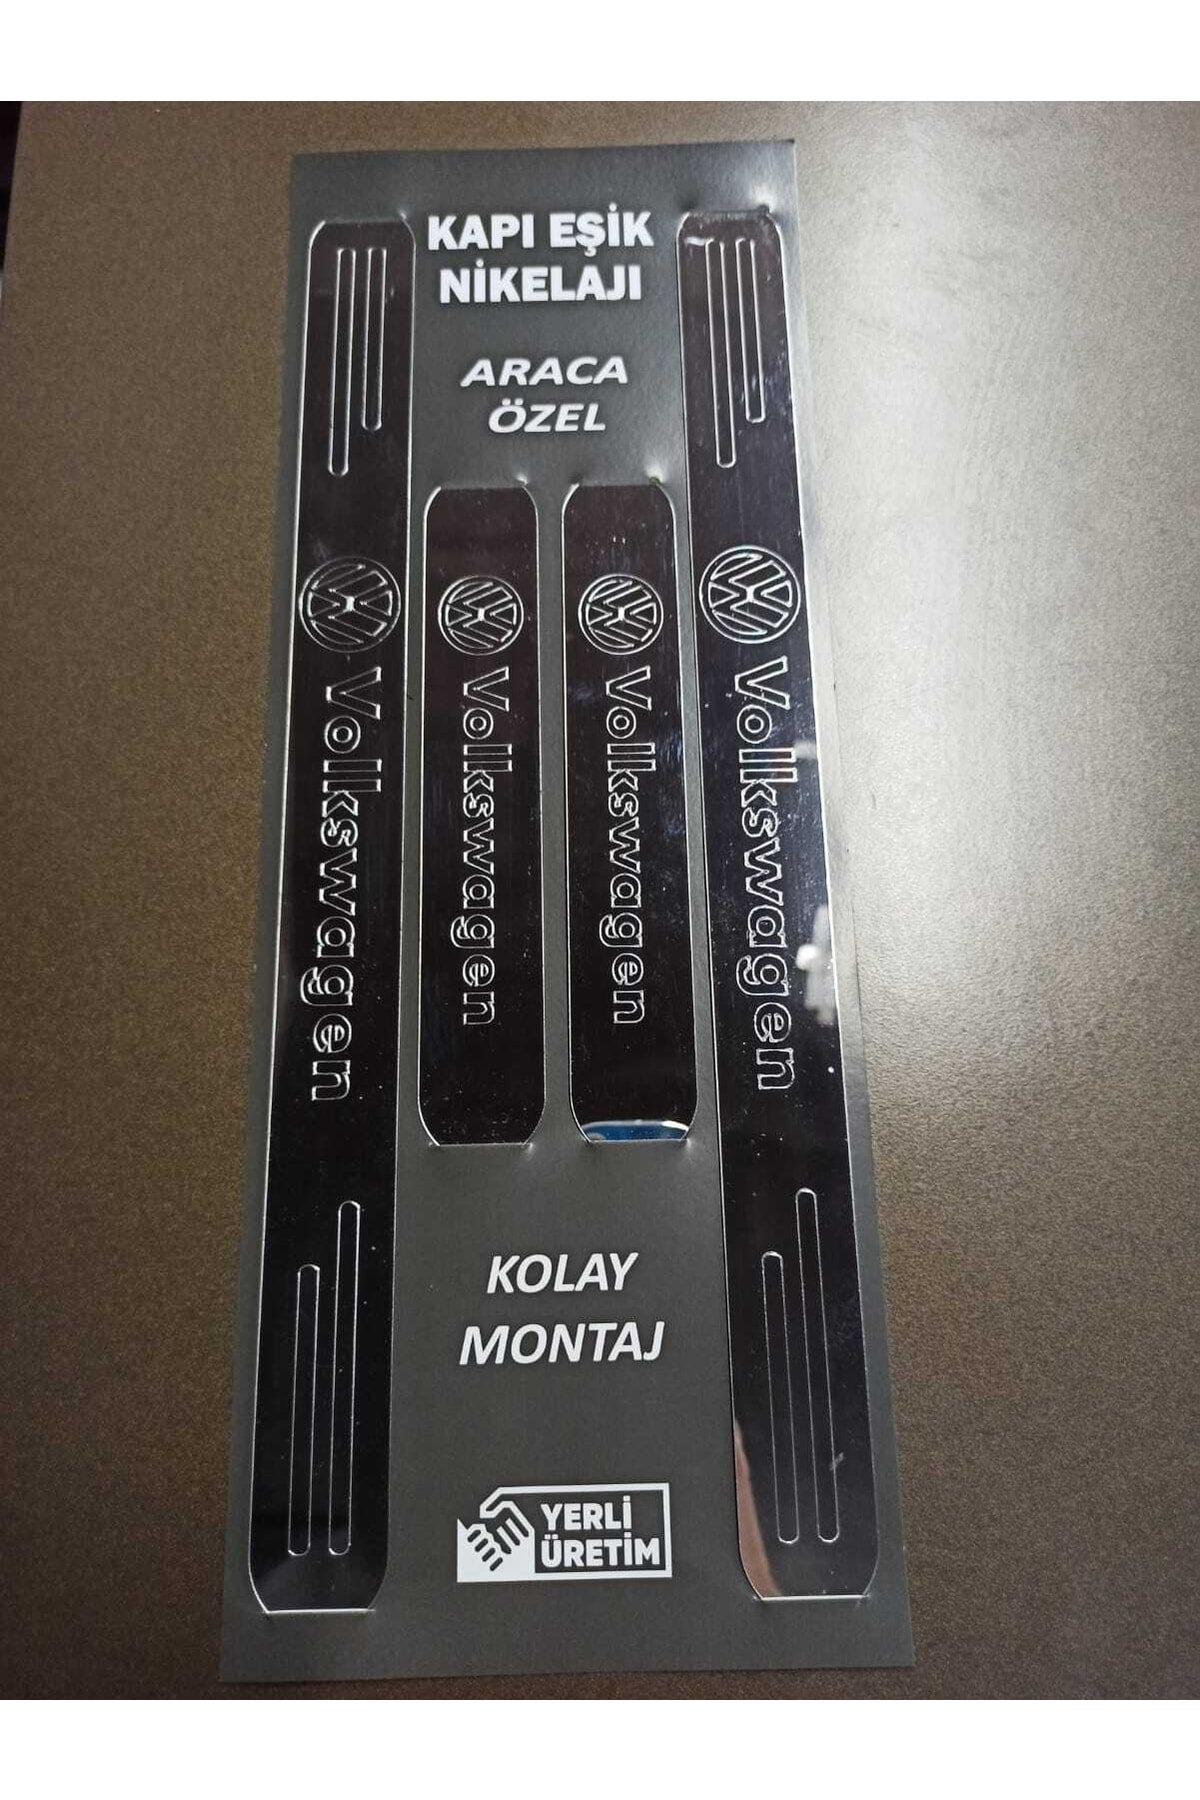 KAPI EŞİK
NİKELAJI
ARACA
ÖZEL
Volkswagen
Volkswagen
Volkswagen
Volkswagen
KOLAY
MONTAJ
YERLİ
ÜRETİM